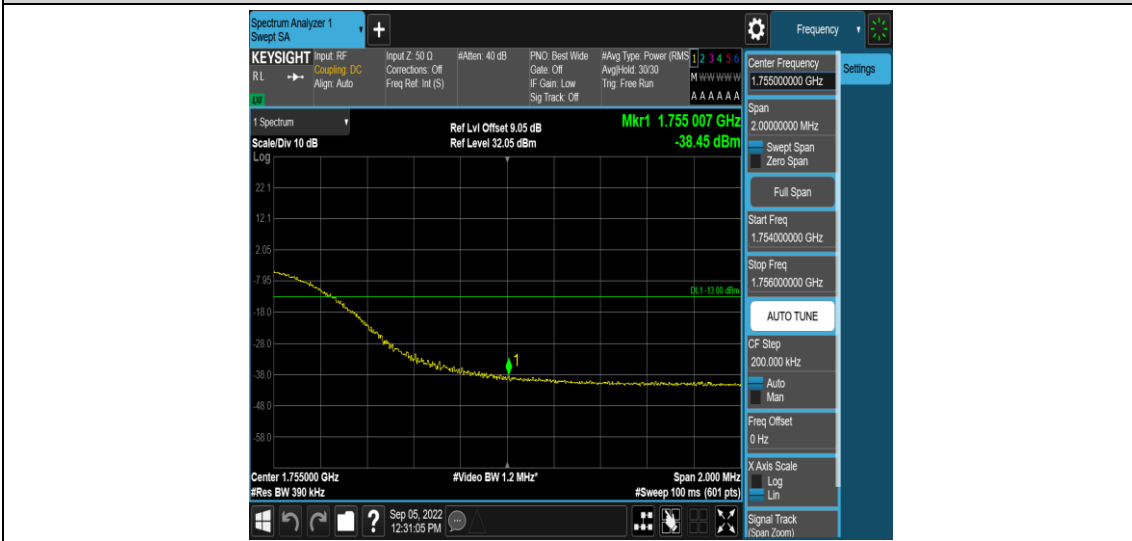 Spectrum Analyzer 1
Swept SA
+
Frequency
KEYSIGHT
RL
LXI
Input: RF
Coupling: DC
Align: Auto
Input Z: 50 Ω
Corrections: Off
Freq Ref: Int (S)
#Atten: 40 dB
PNO: Best Wide
Gate: Off
IF Gain: Low
Sig Track: Off
#Avg Type: Power (RMS
Avg|Hold: 30/30
Trig: Free Run
1 2 3 4 5 6
M W W W W W
A A A A A A
1 Spectrum
Scale/Div 10 dB
Log
Ref Lvl Offset 9.05 dB
Ref Level 32.05 dBm
Mkr1 1.755 007 GHz
-38.45 dBm
22.1
12.1
2.05
-7.95
-18.0
-28.0
-38.0
-48.0
-58.0
DL1 -13.00 dBm
1
Center 1.755000 GHz
#Res BW 390 kHz
#Video BW 1.2 MHz*
Span 2.000 MHz
#Sweep 100 ms (601 pts)
Sep 05, 2022
12:31:05 PM
?
Center Frequency
1.755000000 GHz
Settings
Span
2.00000000 MHz
Swept Span
Zero Span
Full Span
Start Freq
1.754000000 GHz
Stop Freq
1.756000000 GHz
AUTO TUNE
CF Step
200.000 kHz
Auto
Man
Freq Offset
0 Hz
X Axis Scale
Log
Lin
Signal Track
(Span Zoom)